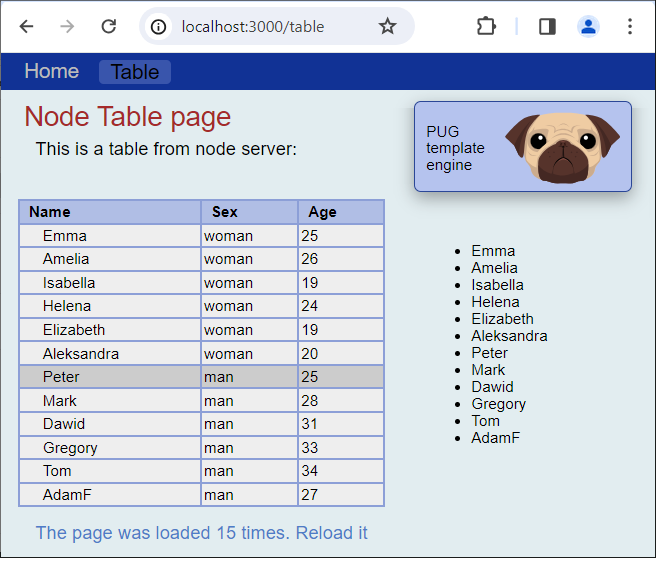 localhost:3000/table
Home Table
Node Table page
This is a table from node server:
PUG
template
engine
Name Sex Age
Emma woman 25
Amelia woman 26
Isabella woman 19
Helena woman 24
Elizabeth woman 19
Aleksandra woman 20
Peter man 25
Mark man 28
Dawid man 31
Gregory man 33
Tom man 34
AdamF man 27
Emma
Amelia
Isabella
Helena
Elizabeth
Aleksandra
Peter
Mark
Dawid
Gregory
Tom
AdamF
The page was loaded 15 times. Reload it